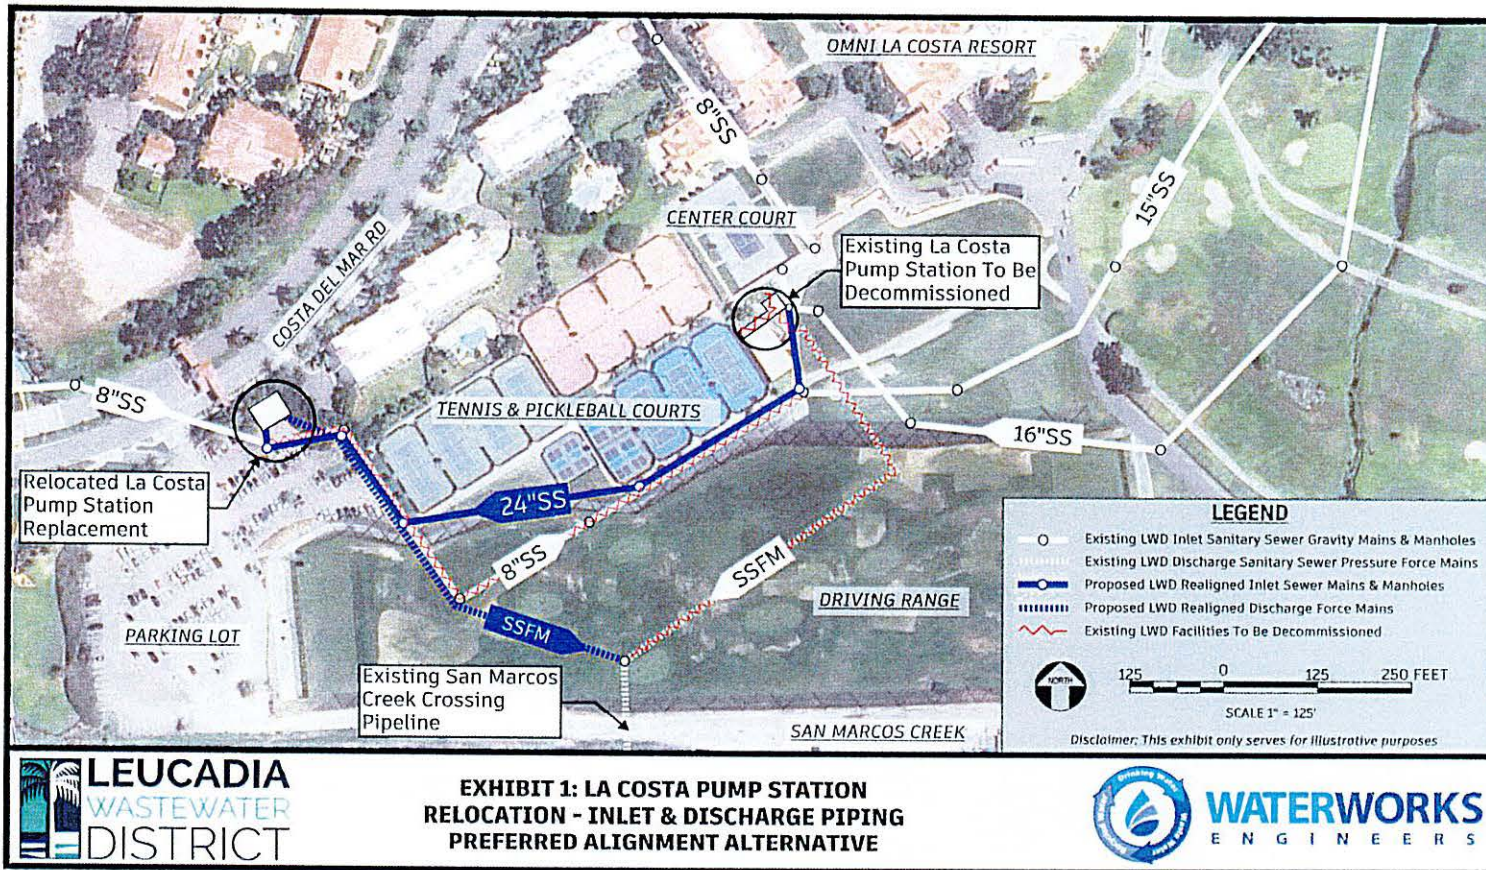 OMNI LA COSTA RESORT
8"SS
15"SS
CENTER COURT
COSTA DEL MAR RD
Existing La Costa
Pump Station To Be
Decommissioned
8"SS
TENNIS & PICKLEBALL COURTS
16"SS
Relocated La Costa
Pump Station
Replacement
24"SS
8"SS
SSFM
DRIVING RANGE
SSFM
PARKING LOT
Existing San Marcos
Creek Crossing
Pipeline
SAN MARCOS CREEK
LEGEND
Existing LWD Inlet Sanitary Sewer Gravity Mains & Manholes
Existing LWD Discharge Sanitary Sewer Pressure Force Mains
Proposed LWD Realigned Inlet Sewer Mains & Manholes
Proposed LWD Realigned Discharge Force Mains
Existing LWD Facilities To Be Decommissioned
NORTH
125 0 125 250 FEET
SCALE 1" = 125'
Disclaimer: This exhibit only serves for illustrative purposes
LEUCADIA
WASTEWATER
DISTRICT
EXHIBIT 1: LA COSTA PUMP STATION
RELOCATION - INLET & DISCHARGE PIPING
PREFERRED ALIGNMENT ALTERNATIVE
Drinking Water
WATERWORKS
ENGINEERS